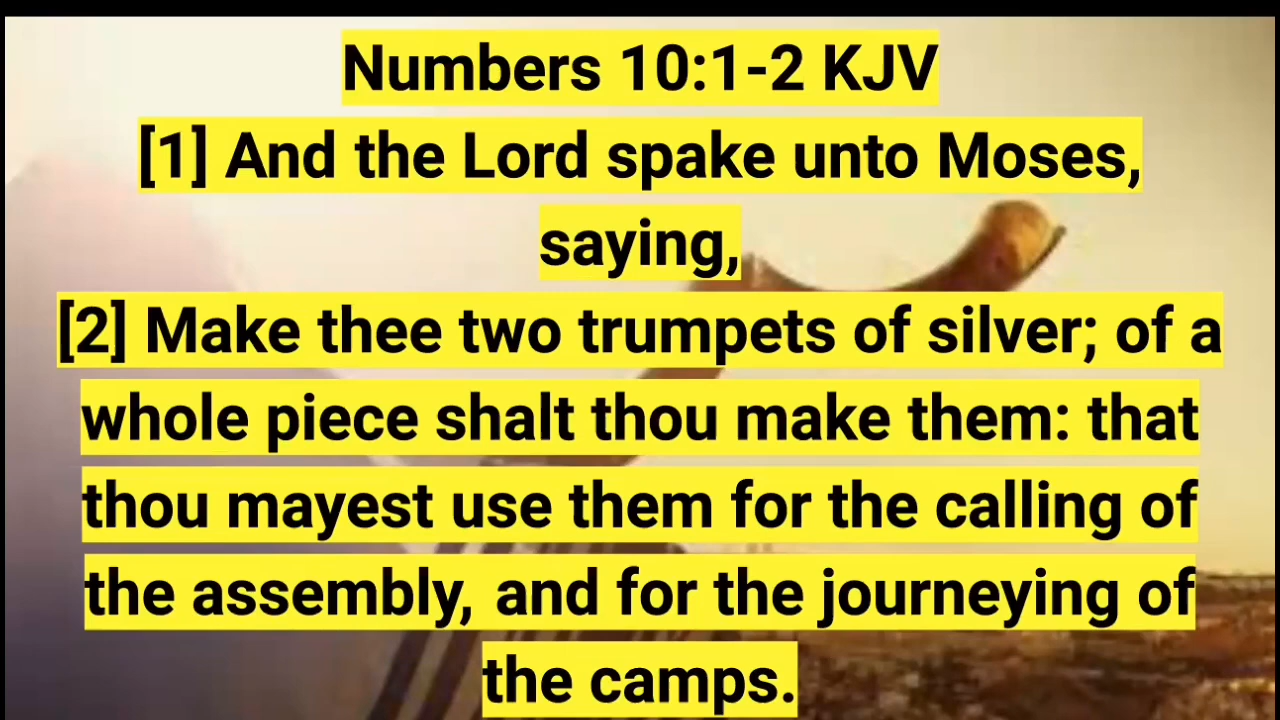 Numbers 10:1-2 KJV
[1] And the Lord spake unto Moses,
saying,
[2] Make thee two trumpets of silver; of a
whole piece shalt thou make them: that
thou mayest use them for the calling of
the assembly, and for the journeying of
the camps.